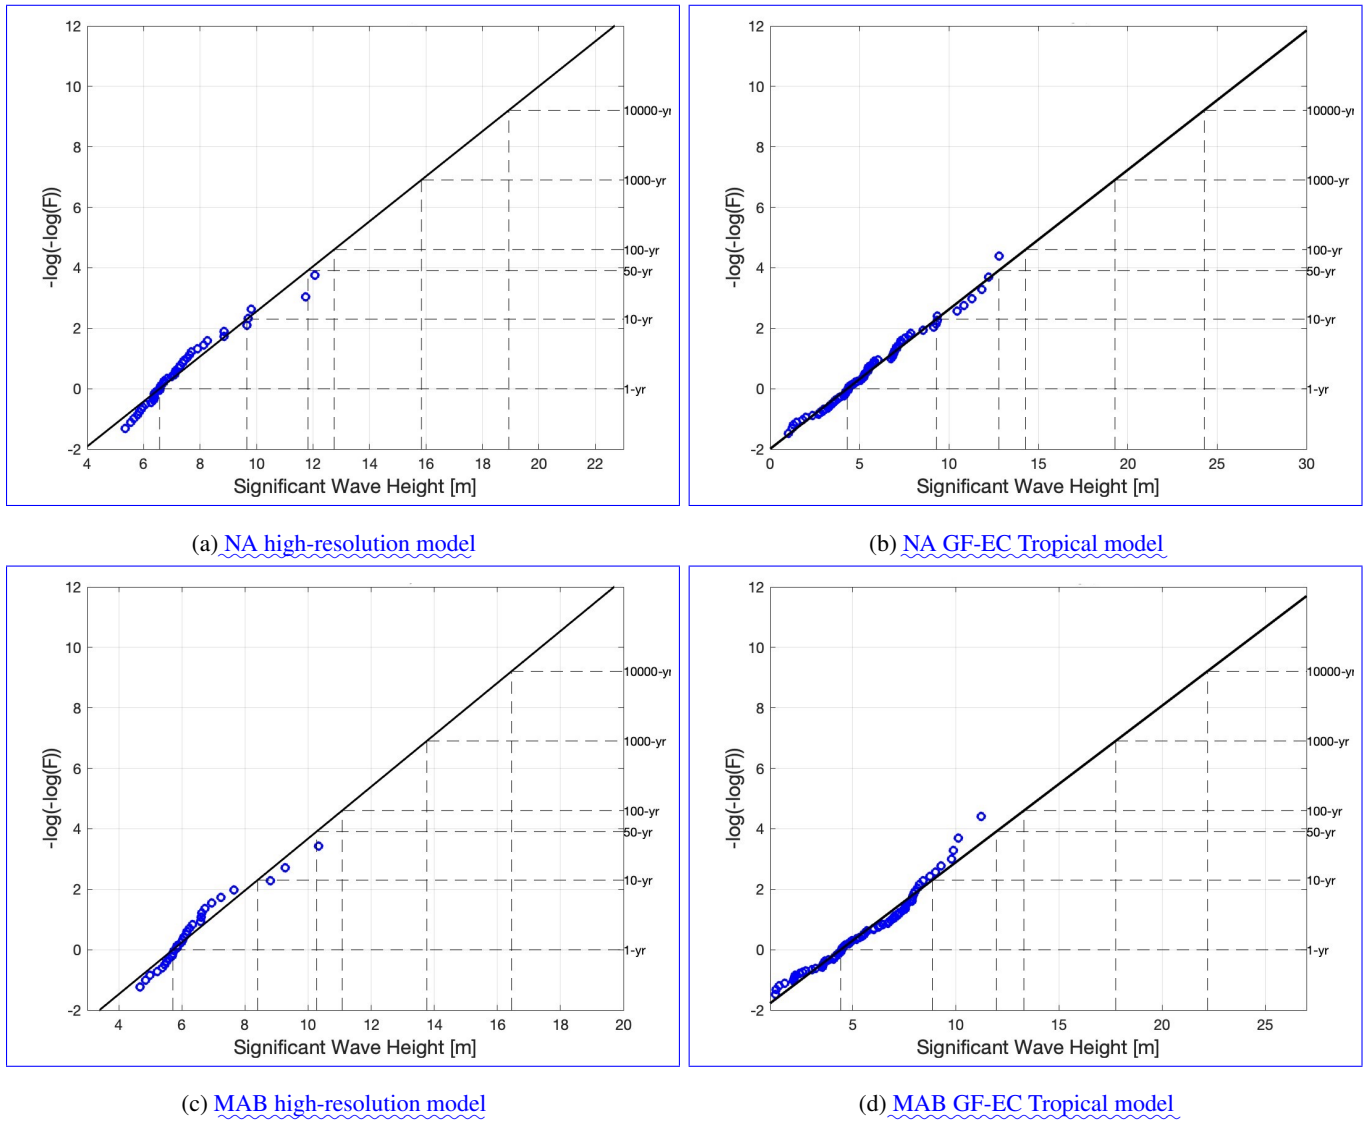 12
10
8
6
4
2
0
-2
-log(-log(F))
10000-yr
1000-yr
100-yr
50-yr
10-yr
1-yr
4 6 8 10 12 14 16 18 20 22
Significant Wave Height [m]
(a) NA high-resolution model
12
10
8
6
4
2
0
-2
-log(-log(F))
10000-yr
1000-yr
100-yr
50-yr
10-yr
1-yr
0 5 10 15 20 25 30
Significant Wave Height [m]
(b) NA GF-EC Tropical model
12
10
8
6
4
2
0
-2
-log(-log(F))
10000-yr
1000-yr
100-yr
50-yr
10-yr
1-yr
4 6 8 10 12 14 16 18 20
Significant Wave Height [m]
(c) MAB high-resolution model
12
10
8
6
4
2
0
-2
-log(-log(F))
10000-yr
1000-yr
100-yr
50-yr
10-yr
1-yr
5 10 15 20 25
Significant Wave Height [m]
(d) MAB GF-EC Tropical model